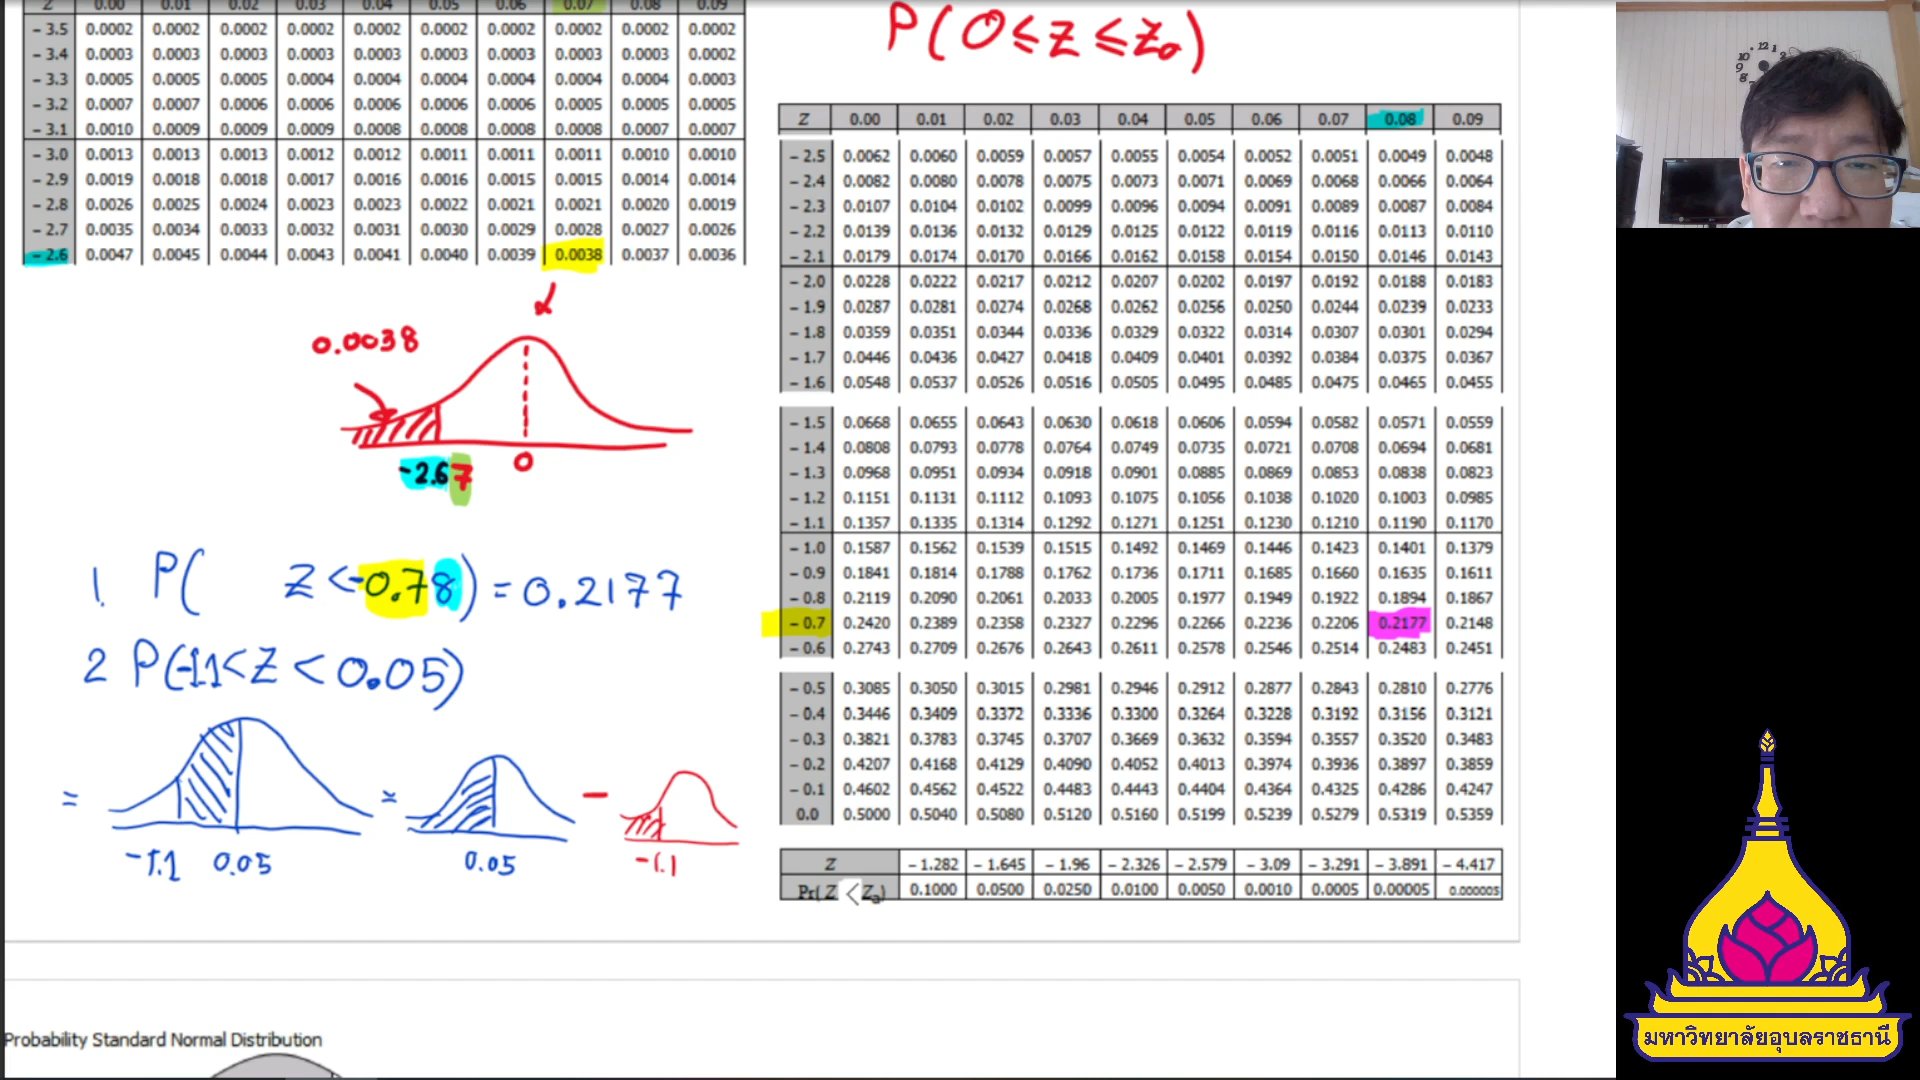 Z 0.00 0.01 0.02 0.03 0.04 0.05 0.06 0.07 0.08 0.09
– 3.5 0.0002 0.0002 0.0002 0.0002 0.0002 0.0002 0.0002 0.0002 0.0002 0.0002
– 3.4 0.0003 0.0003 0.0003 0.0003 0.0003 0.0003 0.0003 0.0003 0.0003 0.0002
– 3.3 0.0005 0.0005 0.0005 0.0004 0.0004 0.0004 0.0004 0.0004 0.0004 0.0003
– 3.2 0.0007 0.0007 0.0006 0.0006 0.0006 0.0006 0.0006 0.0005 0.0005 0.0005
– 3.1 0.0010 0.0009 0.0009 0.0009 0.0008 0.0008 0.0008 0.0008 0.0007 0.0007
– 3.0 0.0013 0.0013 0.0013 0.0012 0.0012 0.0011 0.0011 0.0011 0.0010 0.0010
– 2.9 0.0019 0.0018 0.0018 0.0017 0.0016 0.0016 0.0015 0.0015 0.0014 0.0014
– 2.8 0.0026 0.0025 0.0024 0.0023 0.0023 0.0022 0.0021 0.0021 0.0020 0.0019
– 2.7 0.0035 0.0034 0.0033 0.0032 0.0031 0.0030 0.0029 0.0028 0.0027 0.0026
– 2.6 0.0047 0.0045 0.0044 0.0043 0.0041 0.0040 0.0039 0.0038 0.0037 0.0036
0.0038
-2.67 0
1. P( Z <-0.78) = 0.2177
2 P(-1.1< Z < 0.05)
= ≈ –
-1.1 0.05 0.05 -1.1
P(0≤z≤zₐ)
Z 0.00 0.01 0.02 0.03 0.04 0.05 0.06 0.07 0.08 0.09
– 2.5 0.0062 0.0060 0.0059 0.0057 0.0055 0.0054 0.0052 0.0051 0.0049 0.0048
– 2.4 0.0082 0.0080 0.0078 0.0075 0.0073 0.0071 0.0069 0.0068 0.0066 0.0064
– 2.3 0.0107 0.0104 0.0102 0.0099 0.0096 0.0094 0.0091 0.0089 0.0087 0.0084
– 2.2 0.0139 0.0136 0.0132 0.0129 0.0125 0.0122 0.0119 0.0116 0.0113 0.0110
– 2.1 0.0179 0.0174 0.0170 0.0166 0.0162 0.0158 0.0154 0.0150 0.0146 0.0143
– 2.0 0.0228 0.0222 0.0217 0.0212 0.0207 0.0202 0.0197 0.0192 0.0188 0.0183
– 1.9 0.0287 0.0281 0.0274 0.0268 0.0262 0.0256 0.0250 0.0244 0.0239 0.0233
– 1.8 0.0359 0.0351 0.0344 0.0336 0.0329 0.0322 0.0314 0.0307 0.0301 0.0294
– 1.7 0.0446 0.0436 0.0427 0.0418 0.0409 0.0401 0.0392 0.0384 0.0375 0.0367
– 1.6 0.0548 0.0537 0.0526 0.0516 0.0505 0.0495 0.0485 0.0475 0.0465 0.0455
– 1.5 0.0668 0.0655 0.0643 0.0630 0.0618 0.0606 0.0594 0.0582 0.0571 0.0559
– 1.4 0.0808 0.0793 0.0778 0.0764 0.0749 0.0735 0.0721 0.0708 0.0694 0.0681
– 1.3 0.0968 0.0951 0.0934 0.0918 0.0901 0.0885 0.0869 0.0853 0.0838 0.0823
– 1.2 0.1151 0.1131 0.1112 0.1093 0.1075 0.1056 0.1038 0.1020 0.1003 0.0985
– 1.1 0.1357 0.1335 0.1314 0.1292 0.1271 0.1251 0.1230 0.1210 0.1190 0.1170
– 1.0 0.1587 0.1562 0.1539 0.1515 0.1492 0.1469 0.1446 0.1423 0.1401 0.1379
– 0.9 0.1841 0.1814 0.1788 0.1762 0.1736 0.1711 0.1685 0.1660 0.1635 0.1611
– 0.8 0.2119 0.2090 0.2061 0.2033 0.2005 0.1977 0.1949 0.1922 0.1894 0.1867
– 0.7 0.2420 0.2389 0.2358 0.2327 0.2296 0.2266 0.2236 0.2206 0.2177 0.2148
– 0.6 0.2743 0.2709 0.2676 0.2643 0.2611 0.2578 0.2546 0.2514 0.2483 0.2451
– 0.5 0.3085 0.3050 0.3015 0.2981 0.2946 0.2912 0.2877 0.2843 0.2810 0.2776
– 0.4 0.3446 0.3409 0.3372 0.3336 0.3300 0.3264 0.3228 0.3192 0.3156 0.3121
– 0.3 0.3821 0.3783 0.3745 0.3707 0.3669 0.3632 0.3594 0.3557 0.3520 0.3483
– 0.2 0.4207 0.4168 0.4129 0.4090 0.4052 0.4013 0.3974 0.3936 0.3897 0.3859
– 0.1 0.4602 0.4562 0.4522 0.4483 0.4443 0.4404 0.4364 0.4325 0.4286 0.4247
0.0 0.5000 0.5040 0.5080 0.5120 0.5160 0.5199 0.5239 0.5279 0.5319 0.5359
Z – 1.282 – 1.645 – 1.96 – 2.326 – 2.579 – 3.09 – 3.291 – 3.891 – 4.417
Pr( Z < Zₐ) 0.1000 0.0500 0.0250 0.0100 0.0050 0.0010 0.0005 0.00005 0.000005
Probability Standard Normal Distribution
มหาวิทยาลัยอุบลราชธานี